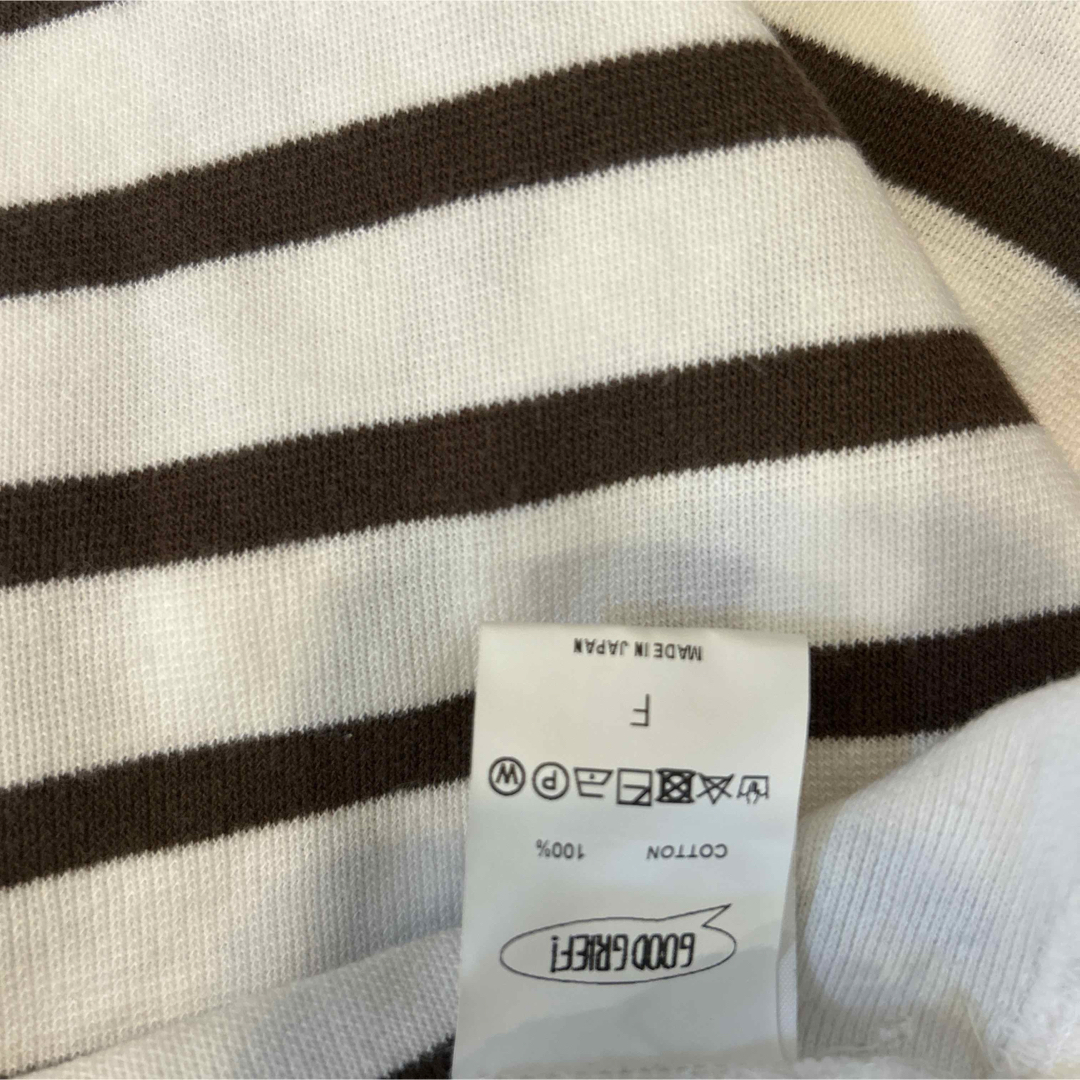 GOOD GRIEF!
COTTON 100%
P W
F
MADE IN JAPAN